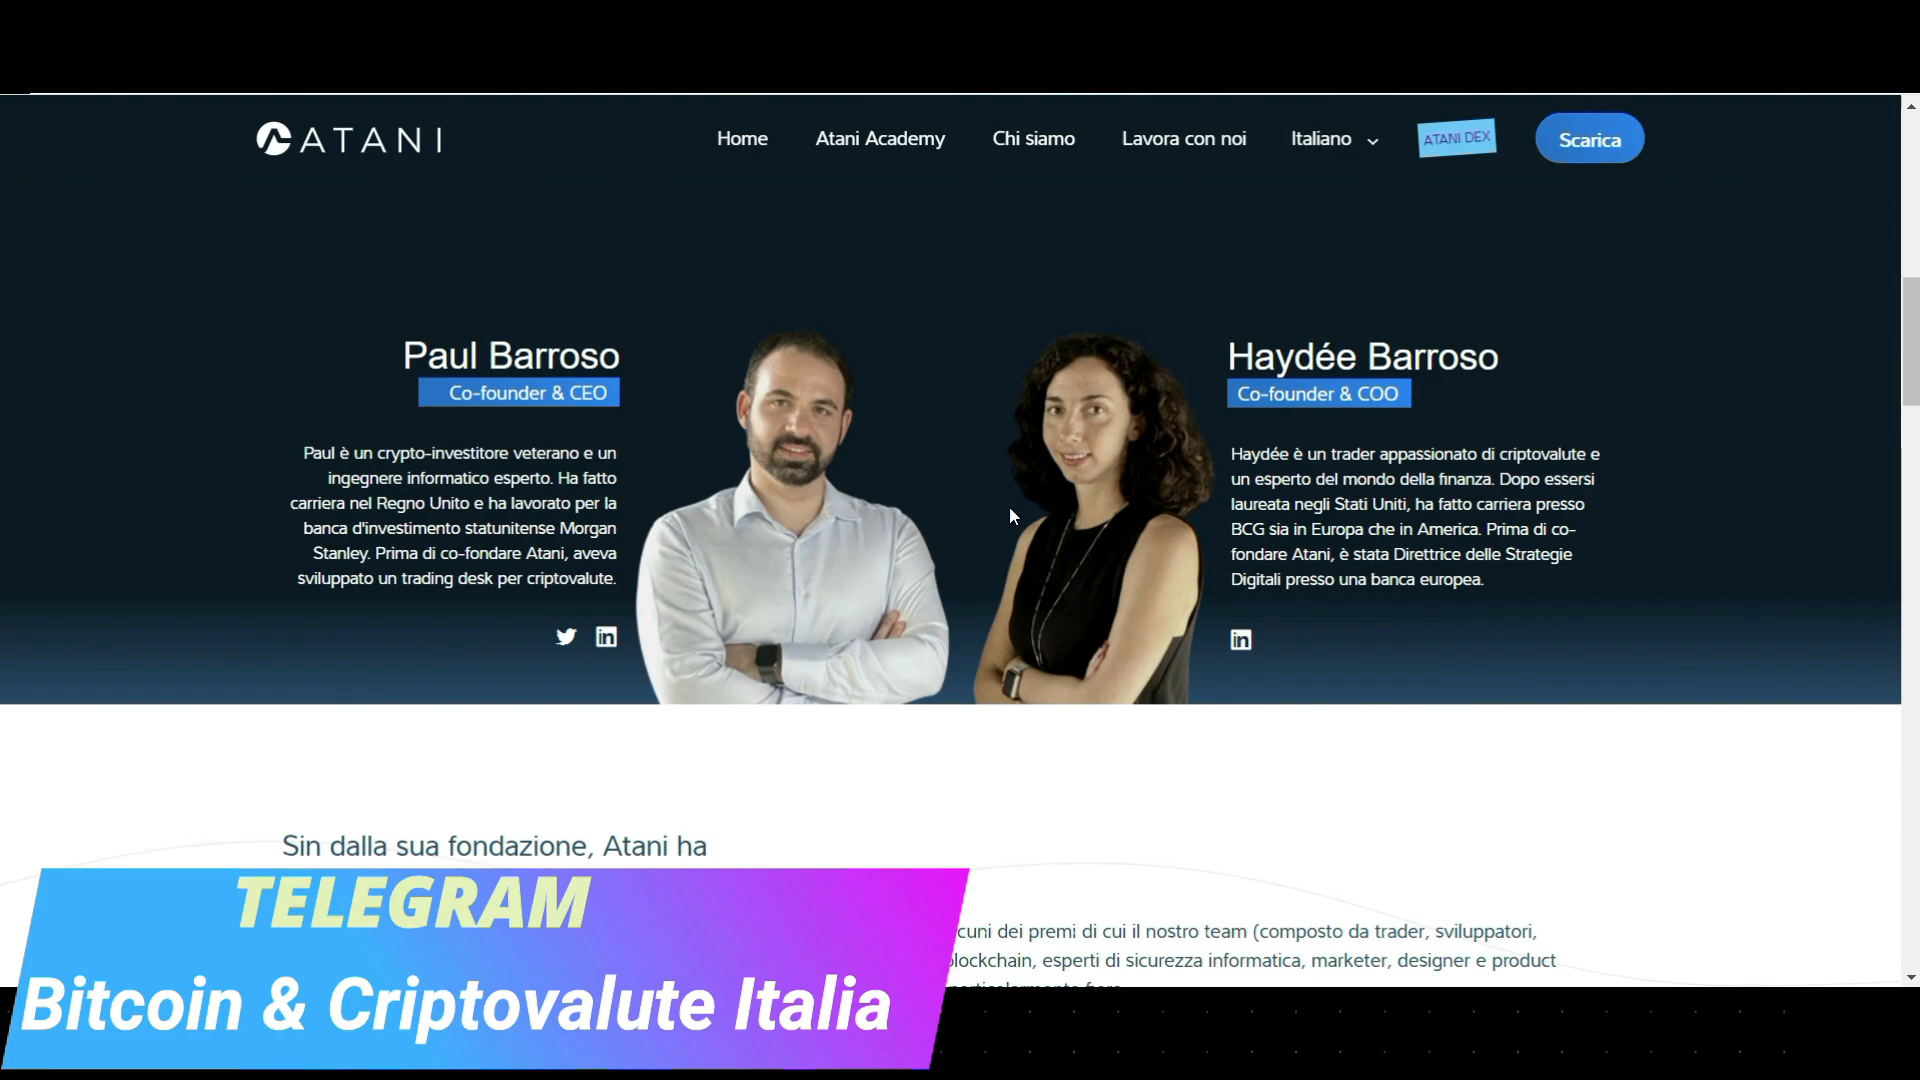 ATANI
Home
Atani Academy
Chi siamo
Lavora con noi
Italiano
ATANI DEX
Scarica
Paul Barroso
Co-founder & CEO
Paul è un crypto-investitore veterano e un
ingegnere informatico esperto. Ha fatto
carriera nel Regno Unito e ha lavorato per la
banca d'investimento statunitense Morgan
Stanley. Prima di co-fondare Atani, aveva
sviluppato un trading desk per criptovalute.
in
Haydée Barroso
Co-founder & COO
Haydée è un trader appassionato di criptovalute e
un esperto del mondo della finanza. Dopo essersi
laureata negli Stati Uniti, ha fatto carriera presso
BCG sia in Europa che in America. Prima di co-
fondare Atani, è stata Direttrice delle Strategie
Digitali presso una banca europea.
in
Sin dalla sua fondazione, Atani ha
dei premi di cui il nostro team (composto da trader, sviluppatori,
blockchain, esperti di sicurezza informatica, marketer, designer e product
TELEGRAM
Bitcoin & Criptovalute Italia